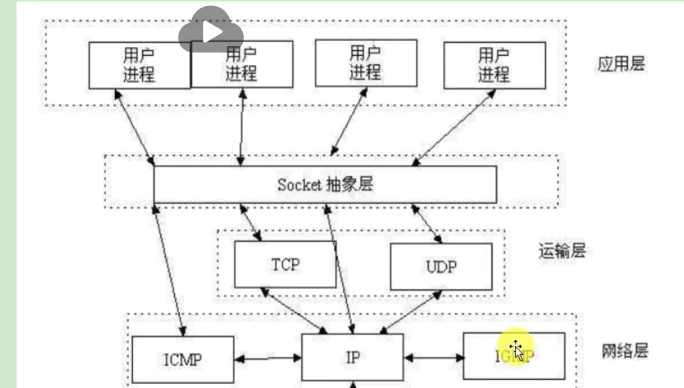 用户 用户 用户 用户
进程 进程 进程 进程
应用层
Socket 抽象层
TCP
UDP
运输层
ICMP
IP
网络层